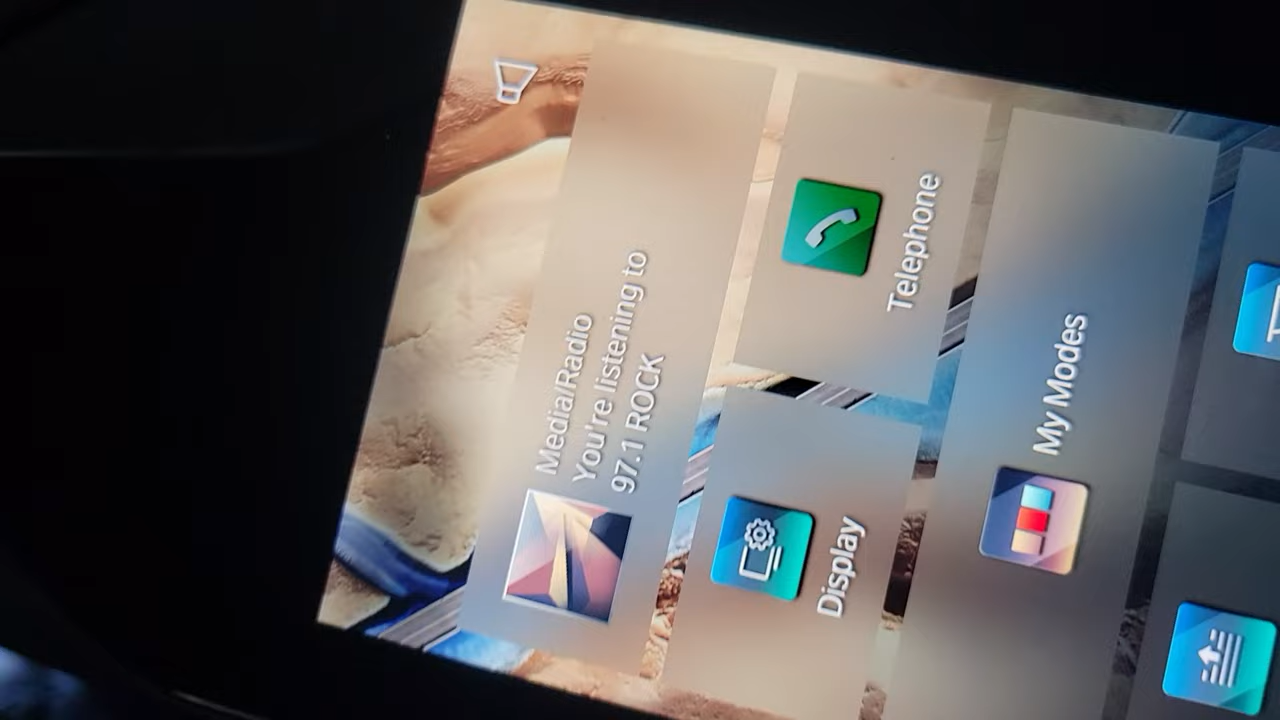 Media/Radio
You're listening to
97.1 ROCK
Display
Telephone
My Modes